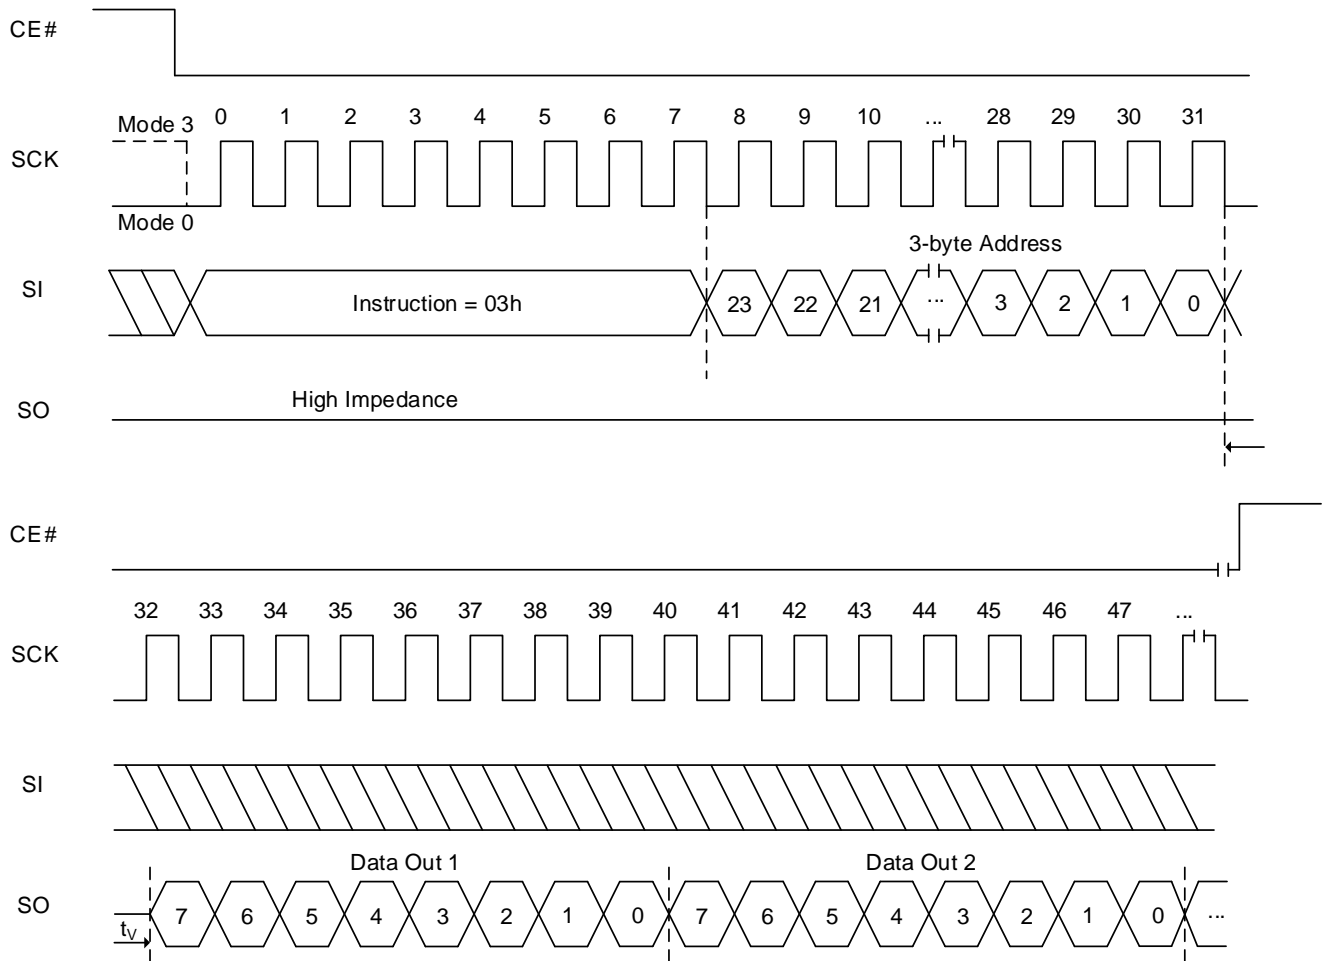 CE#
Mode 3 0 1 2 3 4 5 6 7 8 9 10 ... 28 29 30 31
SCK
Mode 0
3-byte Address
SI Instruction = 03h 23 22 21 ... 3 2 1 0
High Impedance
SO
CE#
32 33 34 35 36 37 38 39 40 41 42 43 44 45 46 47 ...
SCK
SI
Data Out 1 Data Out 2
SO 7 6 5 4 3 2 1 0 7 6 5 4 3 2 1 0 ...
tV